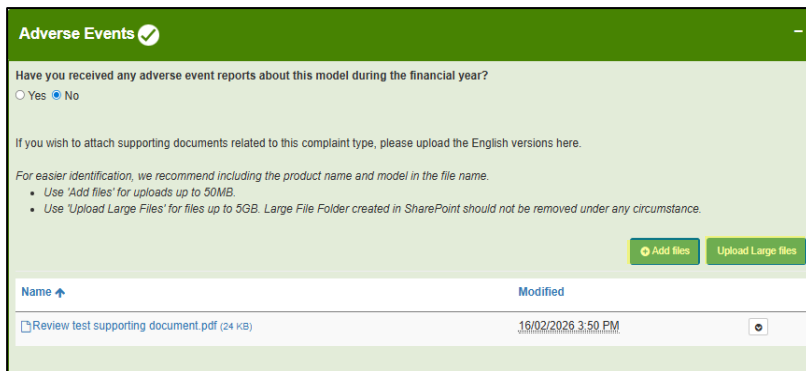 Adverse Events
Have you received any adverse event reports about this model during the financial year?
Yes No
If you wish to attach supporting documents related to this complaint type, please upload the English versions here.
For easier identification, we recommend including the product name and model in the file name.
Use 'Add files' for uploads up to 50MB.
Use 'Upload Large Files' for files up to 5GB. Large File Folder created in SharePoint should not be removed under any circumstance.
Add files Upload Large files
Name Modified
Review test supporting document.pdf (24 KB) 16/02/2026 3:50 PM